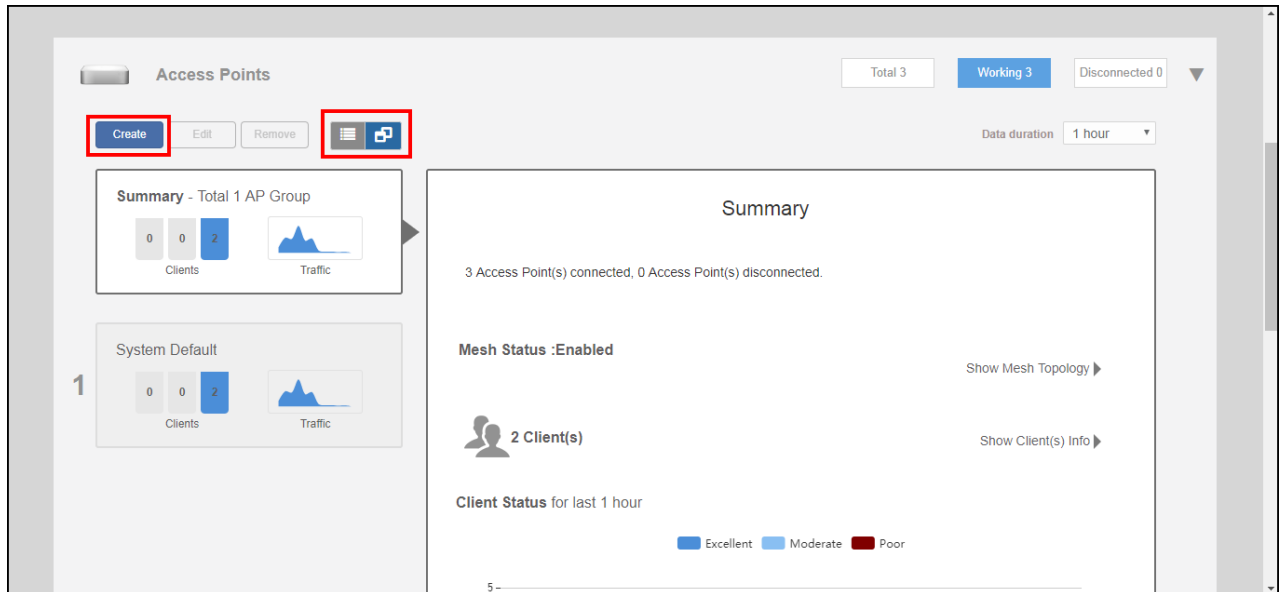 Access Points
Total 3
Working 3
Disconnected 0
Create
Edit
Remove
Data duration
1 hour
Summary - Total 1 AP Group
0 0 2
Clients
Traffic
1
System Default
0 0 2
Clients
Traffic
Summary
3 Access Point(s) connected, 0 Access Point(s) disconnected.
Mesh Status :Enabled
Show Mesh Topology
2 Client(s)
Show Client(s) Info
Client Status for last 1 hour
Excellent Moderate Poor
5